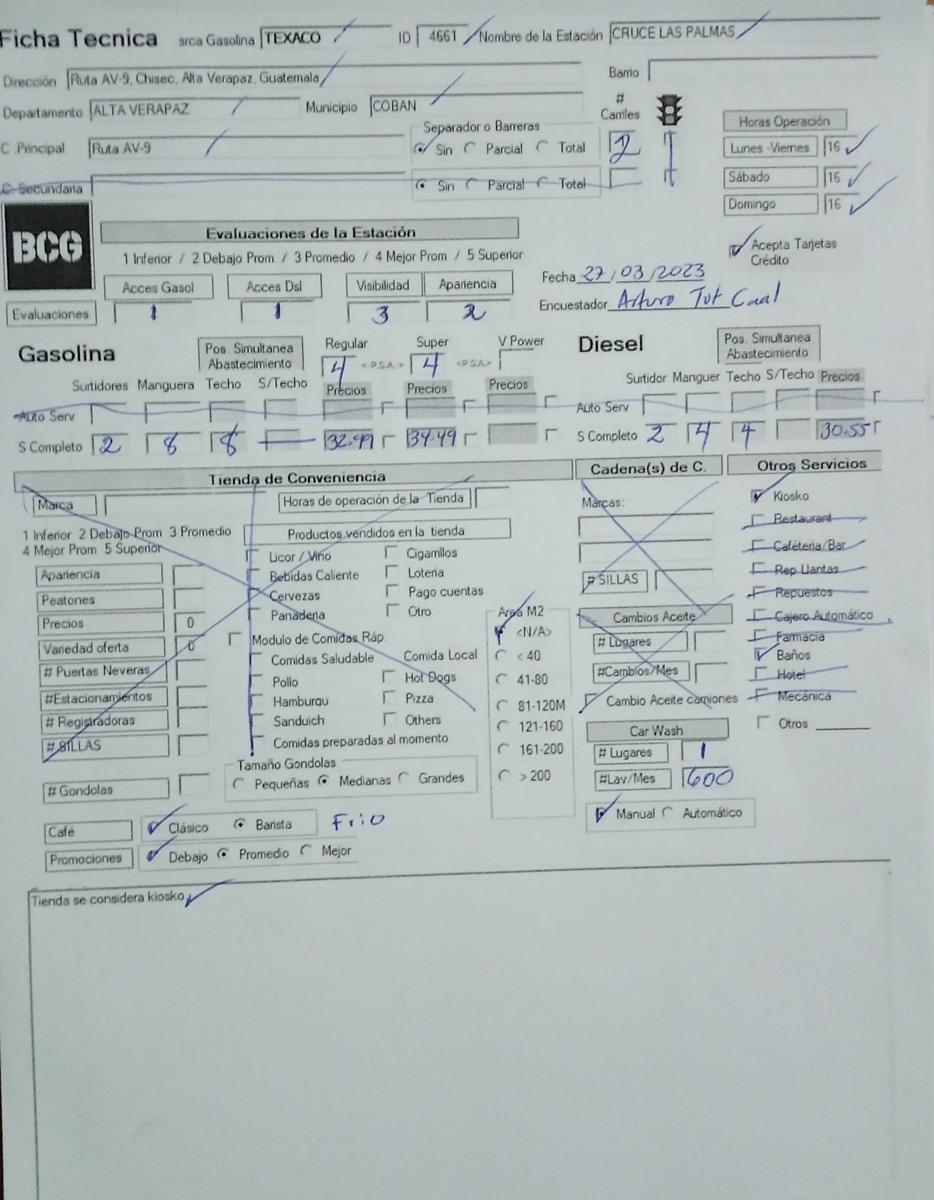 Ficha Tecnica arca Gasolina TEXACO ID 4661 Nombre de la Estación CRUCE LAS PALMAS
Dirección Ruta AV-9, Chisec, Alta Verapaz, Guatemala Barrio
Departamento ALTA VERAPAZ Municipio COBAN # Carriles
Separador o Barreras Horas Operación
C .Principal Ruta AV-9 Sin Parcial Total 2 Lunes -Viernes 16
C- Secundaria Sin Parcial Total Sábado 16
Domingo 16
BCG Evaluaciones de la Estación
1 Inferior / 2 Debajo Prom / 3 Promedio / 4 Mejor Prom / 5 Superior
Acepta Tarjetas Crédito
Fecha 27/03/2023
Acces Gasol Acces Dsl Visibilidad Apariencia
Encuestador Arturo Tut Caal
Evaluaciones 1 1 3 2
Gasolina Pos. Simultanea Abastecimiento Regular Super V Power
4 <PSA> 4 <PSA>
Diesel Pos. Simultanea Abastecimiento
Surtidores Manguera Techo S/Techo Precios Precios Precios
Surtidor Manguer Techo S/Techo Precios
Auto Serv
Auto Serv
S Completo 2 8 8 32.99 34.49
S Completo 2 4 4 30.55
Tienda de Conveniencia
Cadena(s) de C.
Otros Servicios
Marca Horas de operación de la Tienda
1 Inferior 2 Debajo Prom 3 Promedio
4 Mejor Prom 5 Superior
Productos vendidos en la tienda
Apariencia
Peatones
Precios 0
Variedad oferta 0
# Puertas Neveras
#Estacionamientos
# Registradoras
# SILLAS
# Gondolas
Licor / Vino Cigarrllos
Bebidas Caliente Loteria
Cervezas Pago cuentas
Panaderia Otro
Modulo de Comidas Ráp.
Comidas Saludable Comida Local
Pollo Hot Dogs
Hamburqu Pizza
Sanduich Others
Comidas preparadas al momento
Tamaño Gondolas
Pequeñas Medianas Grandes
Area M2
<N/A>
< 40
41-80
81-120M
121-160
161-200
> 200
Marcas:
# SILLAS
Cambios Aceite
# Lugares
#Cambios/Mes
Cambio Aceite camiones
Car Wash
# Lugares 1
#Lav/Mes 600
Manual Automático
Kiosko
Restaurant
Cafeteria/Bar
Rep Llantas
Repuestos
Cajero Automático
Farmacia
Baños
Hotel
Mecánica
Otros
Café Clásico Barista Frio
Promociones Debajo Promedio Mejor
Tienda se considera kiosko